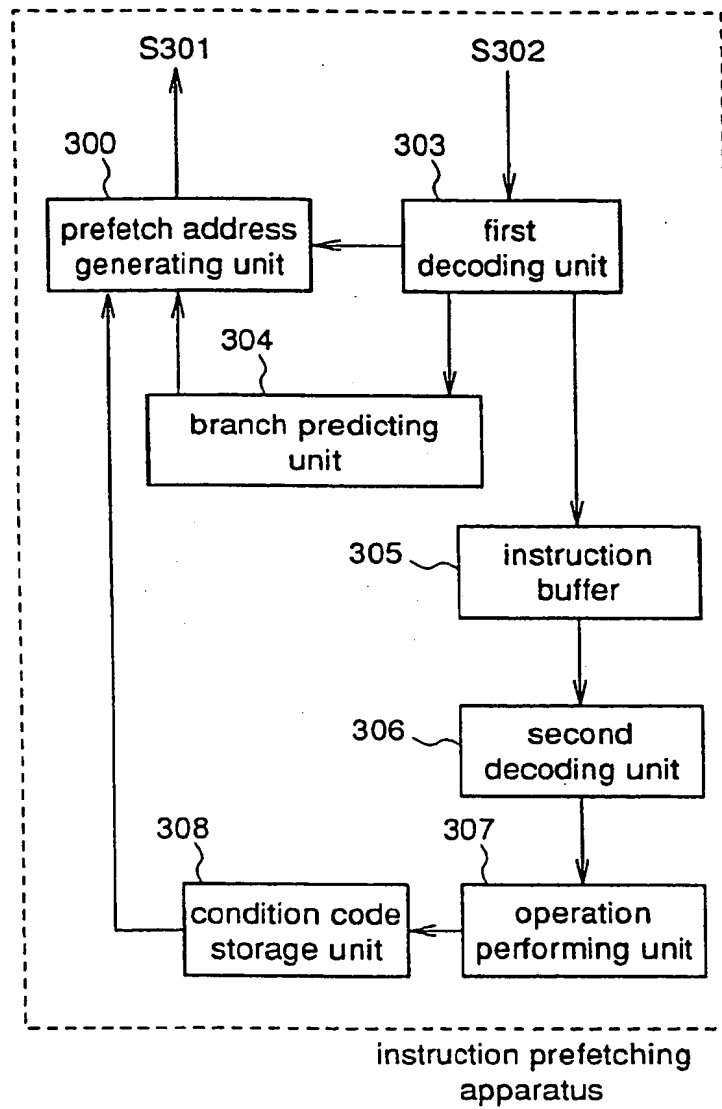 S301
S302
300
303
prefetch address
generating unit
first
decoding unit
304
branch predicting
unit
305
instruction
buffer
306
second
decoding unit
308
307
condition code
storage unit
operation
performing unit
instruction prefetching
apparatus